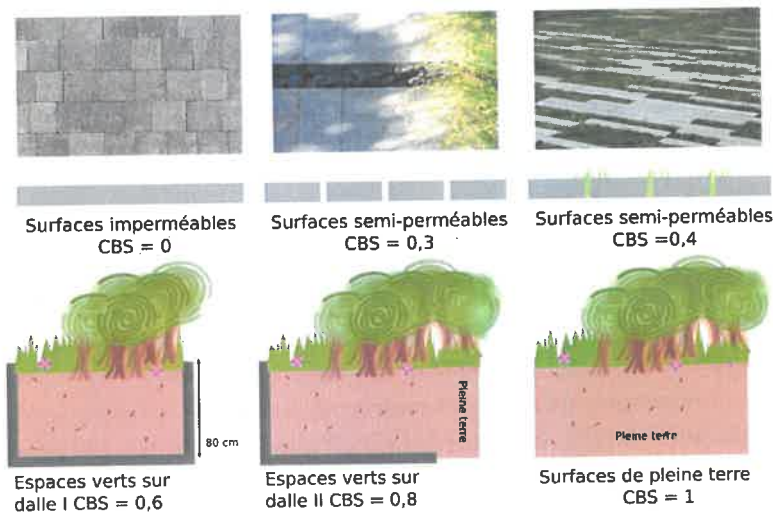 Surfaces imperméables
CBS = 0
Surfaces semi-perméables
CBS = 0,3
Surfaces semi-perméables
CBS =0,4
80 cm
Pleine terre
Pleine terre
Espaces verts sur
dalle I CBS = 0,6
Espaces verts sur
dalle II CBS = 0,8
Surfaces de pleine terre
CBS = 1